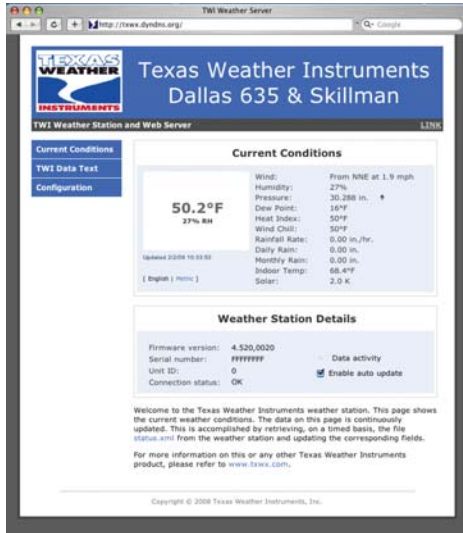 TWI Weather Server
http://txwx.dyndns.org/
Google
TEXAS
WEATHER
INSTRUMENTS
Texas Weather Instruments
Dallas 635 & Skillman
TWI Weather Station and Web Server
LINK
Current Conditions
TWI Data Text
Configuration
Current Conditions
50.2°F
27% RH
Updated 2/2/08 10:33:50
[ English | Metric ]
Wind: From NNE at 1.9 mph
Humidity: 27%
Pressure: 30.288 in. ↑
Dew Point: 16°F
Heat Index: 50°F
Wind Chill: 50°F
Rainfall Rate: 0.00 in./hr.
Daily Rain: 0.00 in.
Monthly Rain: 0.00 in.
Indoor Temp: 68.4°F
Solar: 2.0 K
Weather Station Details
Firmware version: 4.520,0020
Serial number: FFFFFFFF
Unit ID: 0
Connection status: OK
Data activity
Enable auto update
Welcome to the Texas Weather Instruments weather station. This page shows
the current weather conditions. The data on this page is continuously
updated. This is accomplished by retrieving, on a timed basis, the file
status.xml from the weather station and updating the corresponding fields.
For more information on this or any other Texas Weather Instruments
product, please refer to www.txwx.com.
Copyright © 2008 Texas Weather Instruments, Inc.